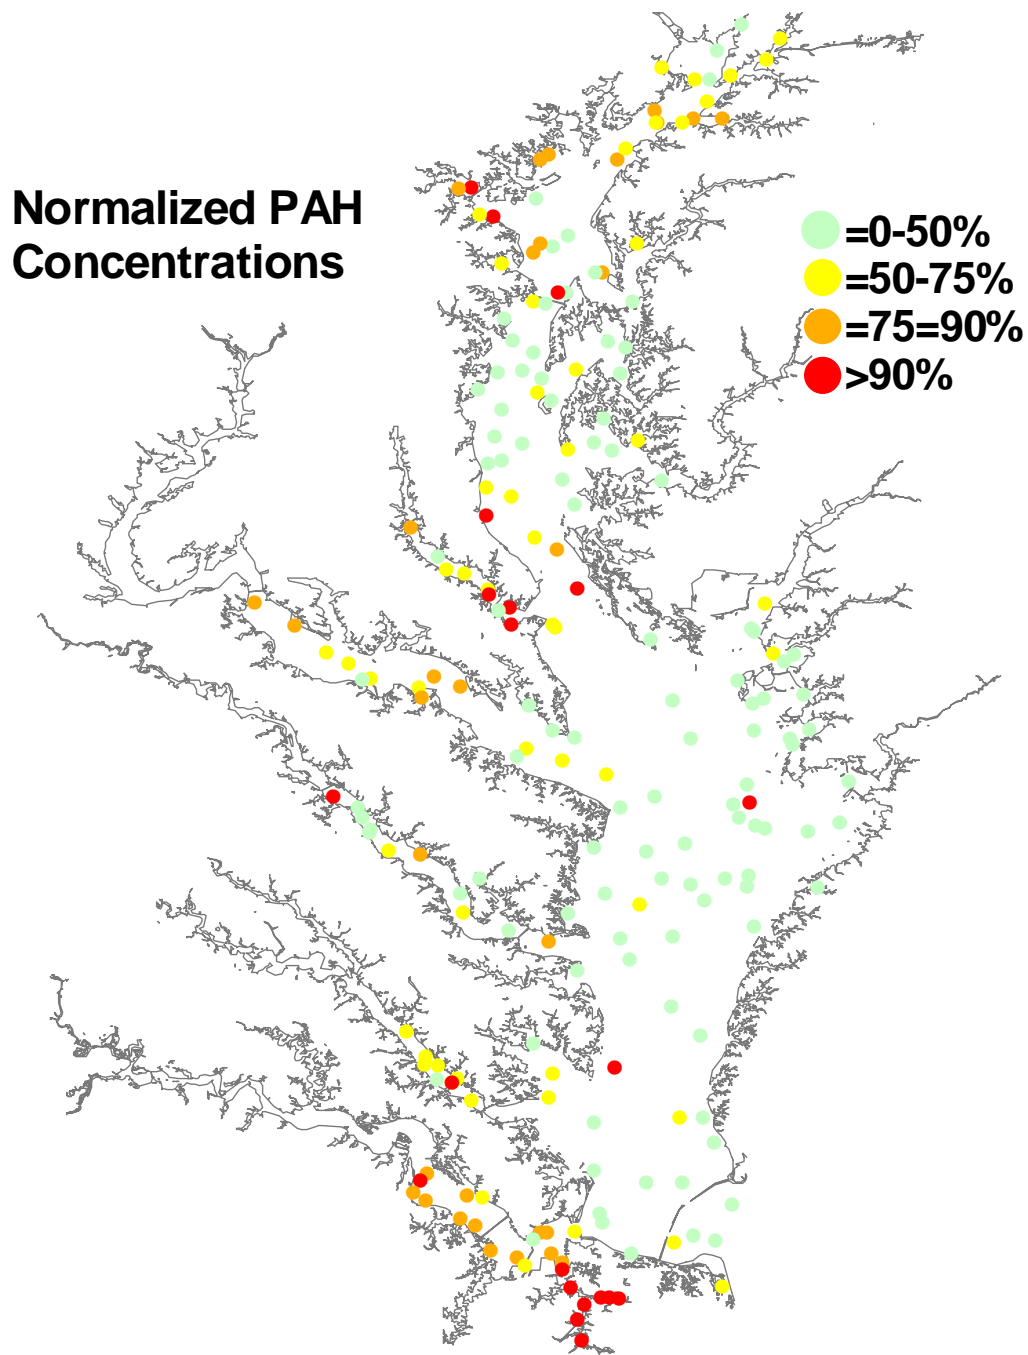 Normalized PAH
Concentrations
=0-50%
=50-75%
=75=90%
>90%